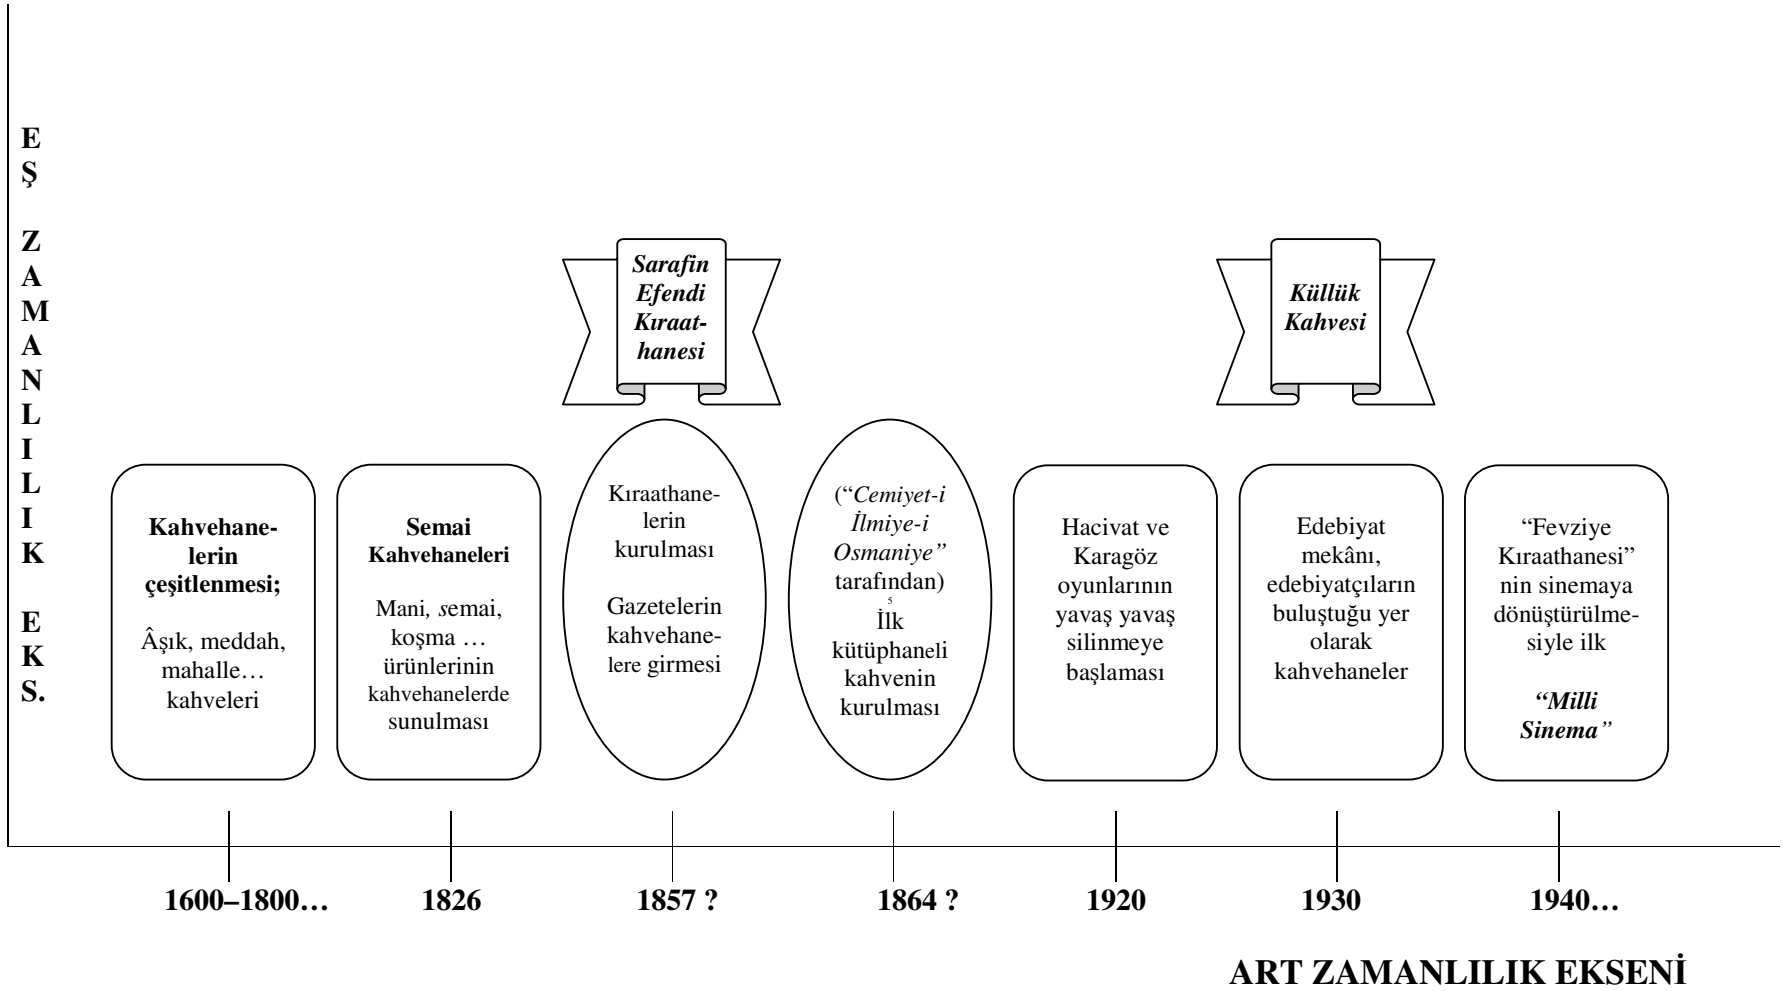 E
Ş
Z
A
M
A
N
L
I
L
I
K
E
K
S.
Sarafin
Efendi
Kıraat-
hanesi
Küllük
Kahvesi
Kahvehane-
lerin
çeşitlenmesi;
Âşık, meddah,
mahalle…
kahveleri
Semai
Kahvehaneleri
Mani, semai,
koşma …
ürünlerinin
kahvehanelerde
sunulması
Kıraathane-
lerin
kurulması
Gazetelerin
kahvehane-
lere girmesi
(“Cemiyet-i
İlmiye-i
Osmaniye”
tarafından)
5
İlk
kütüphaneli
kahvenin
kurulması
Hacivat ve
Karagöz
oyunlarının
yavaş yavaş
silinmeye
başlaması
Edebiyat
mekânı,
edebiyatçıların
buluştuğu yer
olarak
kahvehaneler
“Fevziye
Kıraathanesi”
nin sinemaya
dönüştürülme-
siyle ilk
“Milli
Sinema”
1600–1800…
1826
1857 ?
1864 ?
1920
1930
1940…
ART ZAMANLILIK EKSENİ